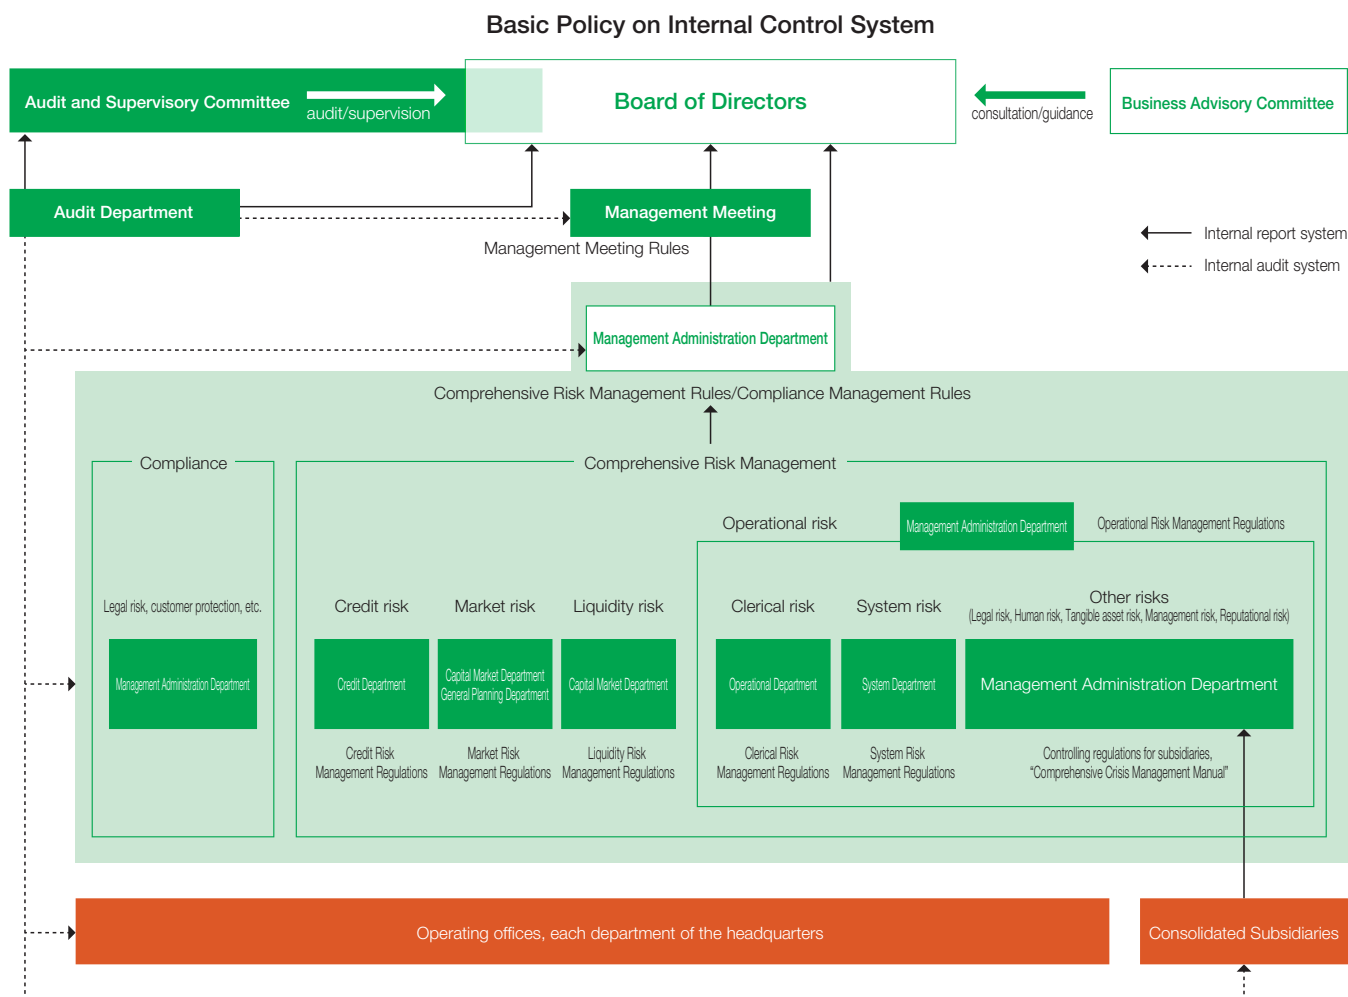 Basic Policy on Internal Control System
Audit and Supervisory Committee
audit/supervision
Board of Directors
consultation/guidance
Business Advisory Committee
Audit Department
Management Meeting
Management Meeting Rules
Internal report system
Internal audit system
Management Administration Department
Comprehensive Risk Management Rules/Compliance Management Rules
Compliance
Comprehensive Risk Management
Operational risk
Management Administration Department
Operational Risk Management Regulations
Legal risk, customer protection, etc.
Management Administration Department
Credit risk
Credit Department
Credit Risk
Management Regulations
Market risk
Capital Market Department
General Planning Department
Market Risk
Management Regulations
Liquidity risk
Capital Market Department
Liquidity Risk
Management Regulations
Clerical risk
Operational Department
Clerical Risk
Management Regulations
System risk
System Department
System Risk
Management Regulations
Other risks
(Legal risk, Human risk, Tangible asset risk, Management risk, Reputational risk)
Management Administration Department
Controlling regulations for subsidiaries,
“Comprehensive Crisis Management Manual”
Operating offices, each department of the headquarters
Consolidated Subsidiaries